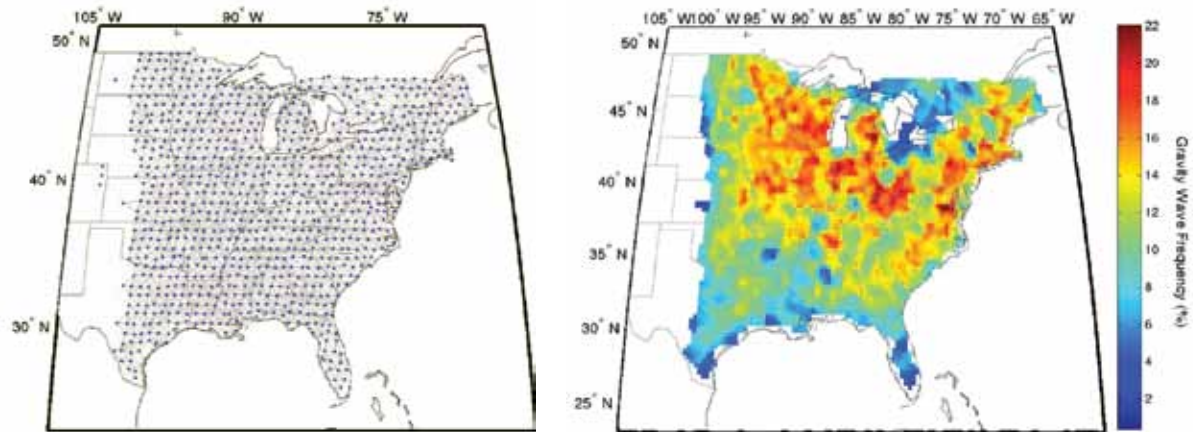 105° W 90° W 75° W
50° N
40° N
30° N
105° W 100° W 95° W 90° W 85° W 80° W 75° W 70° W 65° W
50° N
45° N
40° N
35° N
30° N
25° N
22
20
18
16
14
12
10
8
6
4
2
Gravity Wave Frequency (%)